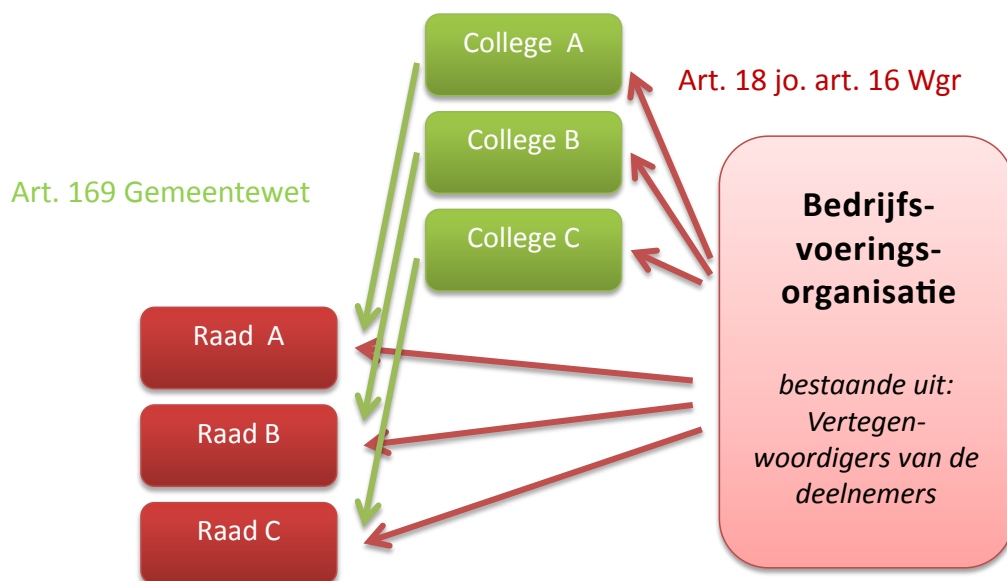 College A
Art. 18 jo. art. 16 Wgr
College B
Art. 169 Gemeentewet
College C
Bedrijfs-
voerings-
organisatie
bestaande uit:
Vertegen-
woordigers van de
deelnemers
Raad A
Raad B
Raad C